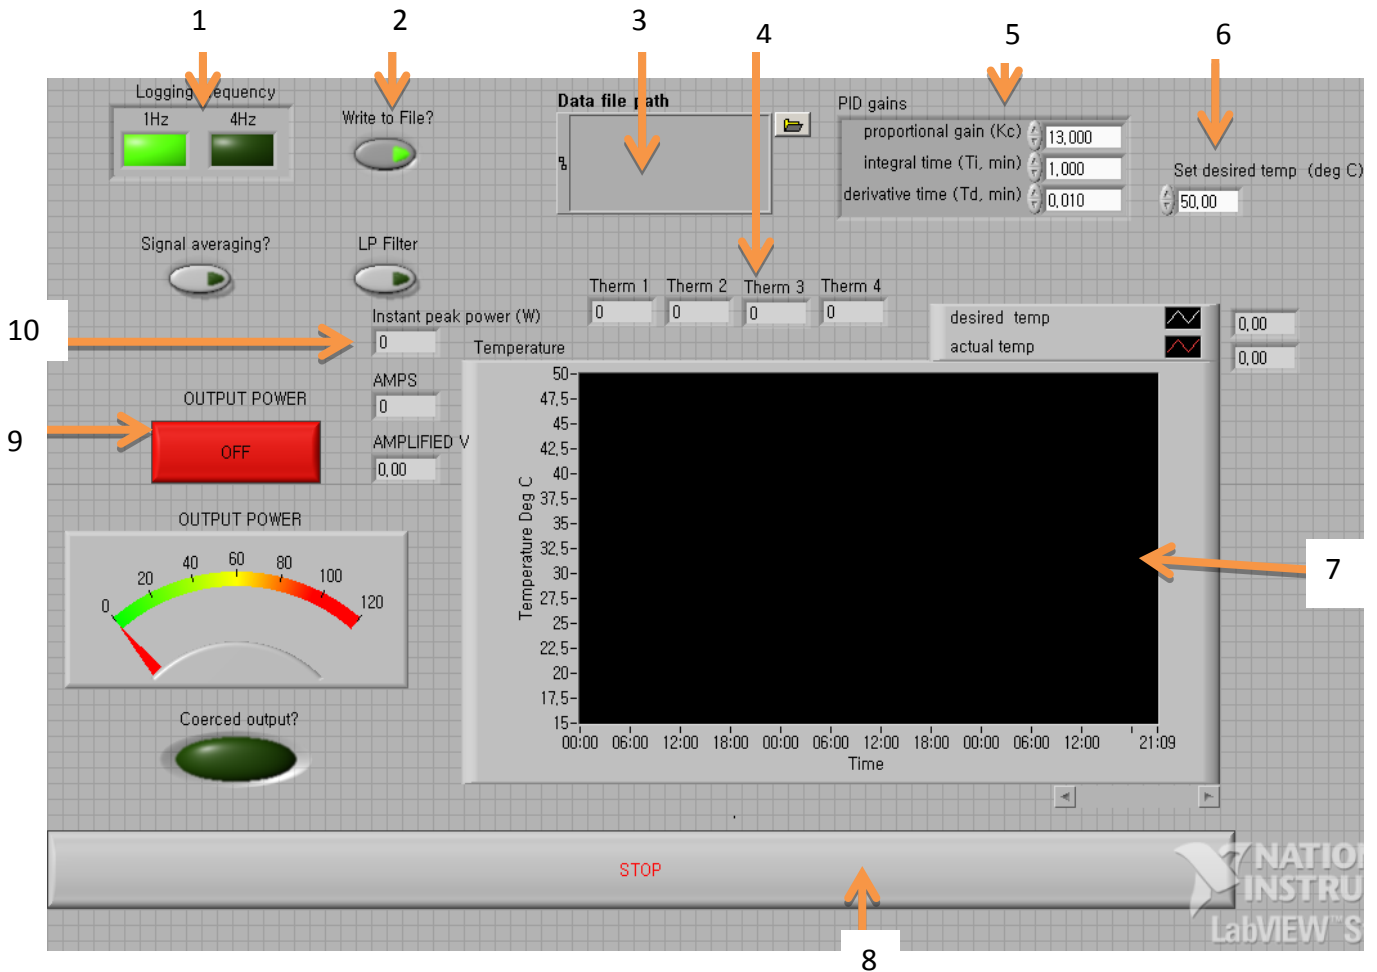 1
2
3
4
5
6
Logging
equency
1Hz
4Hz
Write to File?
Data file path
PID gains
proportional gain (Kc)
13,000
integral time (Ti, min)
1,000
derivative time (Td, min)
0,010
Set desired temp (deg C)
50,00
Signal averaging?
LP Filter
Therm 1
Therm 2
Therm 3
Therm 4
0
0
0
0
10
Instant peak power (W)
0
desired temp
0,00
actual temp
0,00
Temperature
AMPS
0
AMPLIFIED V
0,00
9
OUTPUT POWER
OFF
OUTPUT POWER
0
20
40
60
80
100
120
Coerced output?
Temperature Deg C
50
47,5
45
42,5
40
37,5
35
32,5
30
27,5
25
22,5
20
17,5
15
00:00 06:00 12:00 18:00 00:00 06:00 12:00 18:00 00:00 06:00 12:00 21:09
Time
7
STOP
8
NATIO
INSTRU
LabVIEW™ S